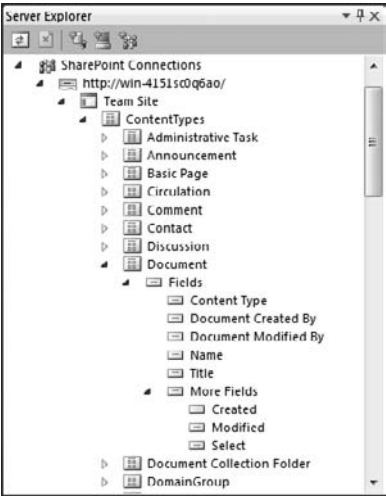 Server Explorer
SharePoint Connections
http://win-4151sc0q6ao/
Team Site
ContentTypes
Administrative Task
Announcement
Basic Page
Circulation
Comment
Contact
Discussion
Document
Fields
Content Type
Document Created By
Document Modified By
Name
Title
More Fields
Created
Modified
Select
Document Collection Folder
DomainGroup